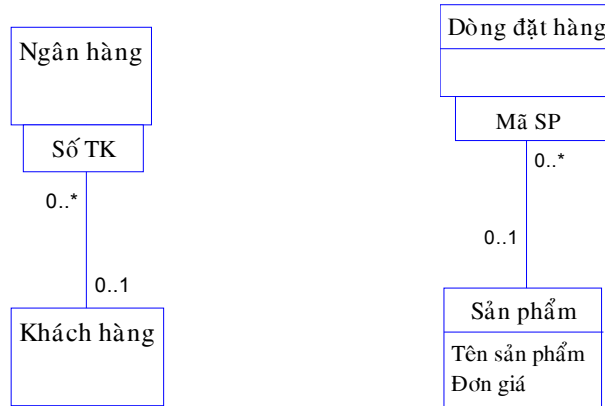 Ngân hàng
Số TK
0..*
0..1
Khách hàng
Dòng đặt hàng
Mã SP
0..*
0..1
Sản phẩm
Tên sản phẩm
Đơn giá